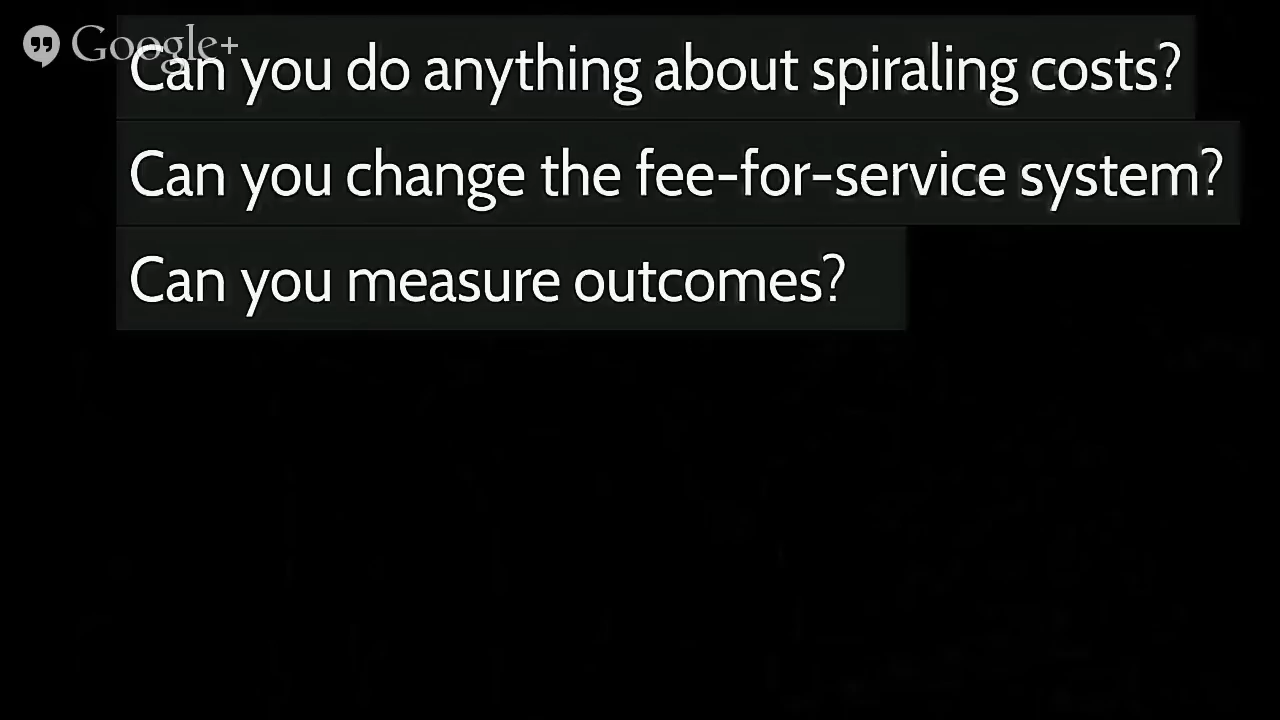 Google+
Can you do anything about spiraling costs?
Can you change the fee-for-service system?
Can you measure outcomes?